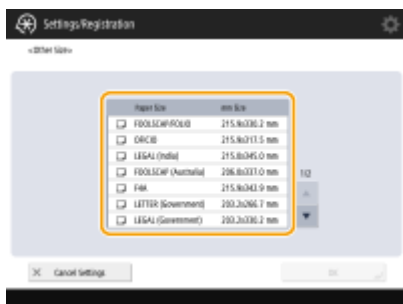 Settings/Registration
<Other Size>
Paper Size mm Size
FOOLSCAP/FOLIO 215.9x330.2 mm
OFICIO 215.9x317.5 mm
LEGAL (India) 215.0x345.0 mm
FOOLSCAP (Australia) 206.0x337.0 mm
F4A 215.9x342.9 mm
LETTER (Government) 203.2x266.7 mm
LEGAL (Government) 203.2x330.2 mm
1/2
Cancel Settings
OK